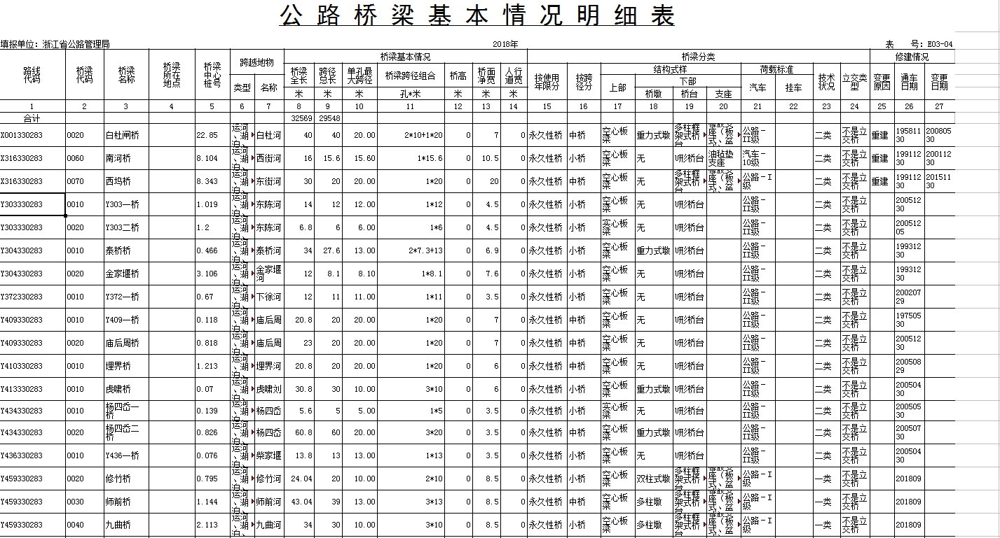 公 路 桥 梁 基 本 情 况 明 细 表
填报单位：浙江省公路管理局 2018年 表 号：E03-04
路线代码 桥梁代码 桥梁名称 桥梁所在地点 桥梁中心桩号 跨越地物 桥梁基本情况 桥梁分类 修建情况
类型 名称 桥梁全长 跨径总长 单孔最大跨径 桥梁跨径组合 桥高 桥面净宽 人行道宽 按使用年限分 按跨径分 结构式样 荷载标准 技术状况 立交类型 变更原因 通车日期 变更日期
上部 下部 汽车 挂车
米 米 米 孔*米 米 米 米 桥墩 桥台 支座
1 2 3 4 5 6 7 8 9 10 11 12 13 14 15 16 17 18 19 20 21 22 23 24 25 26 27
合计 32569 29548
X001330283 0020 白杜闸桥 22.85 运河、湖泊、 白杜河 40 40 20.00 2*10+1*20 0 7 0 永久性桥 中桥 空心板梁 重力式墩 多柱框架式桥台 座（板式、盆 公路-II级 二类 不是立交桥 重建 19581130 20080530
X316330283 0060 南河桥 8.104 运河、湖泊、 西街河 16 15.6 15.60 1*15.6 0 10.5 0 永久性桥 小桥 空心板梁 无 U形桥台 油毡垫支座 汽车-10级 二类 不是立交桥 重建 19911230 20011230
X316330283 0070 西坞桥 8.343 运河、湖泊、 东街河 30 20 20.00 1*20 0 20 0 永久性桥 中桥 空心板梁 无 多柱框架式桥台 座（板式、盆 公路-I级 二类 不是立交桥 重建 19911230 20151130
Y303330283 0010 Y303一桥 1.019 运河、湖泊、 东陈河 14 12 12.00 1*12 0 4.5 0 永久性桥 小桥 空心板梁 无 U形桥台 公路-II级 二类 不是立交桥 20051230
Y303330283 0020 Y303二桥 1.2 运河、湖泊、 东陈河 6.8 6 6.00 1*6 0 4.5 0 永久性桥 小桥 实心板梁 无 U形桥台 公路-II级 二类 不是立交桥 20051205
Y304330283 0010 泰桥桥 0.466 运河、湖泊、 泰桥河 34 27.6 13.00 2*7.3+13 0 6.9 0 永久性桥 小桥 空心板梁 重力式墩 U形桥台 公路-II级 二类 不是立交桥 19931230
Y304330283 0020 金家堰桥 3.106 运河、湖泊、 金家堰河 12 8.1 8.10 1*8.1 0 7.6 0 永久性桥 小桥 空心板梁 无 U形桥台 公路-II级 二类 不是立交桥 19931230
Y372330283 0010 Y372一桥 0.67 运河、湖泊、 下徐河 12 11 11.00 1*11 0 3.5 0 永久性桥 小桥 空心板梁 无 U形桥台 公路-II级 二类 不是立交桥 20020729
Y409330283 0010 Y409一桥 0.118 运河、湖泊、 庙后周 20.8 20 20.00 1*20 0 7 0 永久性桥 中桥 空心板梁 无 U形桥台 公路-II级 二类 不是立交桥 19750530
Y409330283 0020 庙后周桥 0.818 运河、湖泊、 庙后周 23 20 20.00 1*20 0 7 0 永久性桥 中桥 空心板梁 无 U形桥台 公路-II级 二类 不是立交桥 20051230
Y410330283 0010 埋界桥 1.213 运河、湖泊、 埋界河 20.8 20 20.00 1*20 0 6 0 永久性桥 中桥 空心板梁 无 U形桥台 公路-II级 二类 不是立交桥 20050829
Y413330283 0010 虎啸桥 0.07 运河、湖泊、 虎啸刘 30.8 30 10.00 3*10 0 6 0 永久性桥 小桥 空心板梁 重力式墩 U形桥台 公路-II级 二类 不是立交桥 20050430
Y434330283 0010 杨四岙一桥 0.139 运河、湖泊、 杨四岙 5.6 5 5.00 1*5 0 3.5 0 永久性桥 小桥 实心板梁 无 U形桥台 公路-II级 二类 不是立交桥 20050530
Y434330283 0020 杨四岙二桥 0.826 运河、湖泊、 杨四岙 60.8 60 20.00 3*20 0 3.5 0 永久性桥 中桥 空心板梁 重力式墩 U形桥台 公路-II级 二类 不是立交桥 20050730
Y436330283 0010 Y436一桥 0.076 运河、湖泊、 柴家堰 13.8 13 13.00 1*13 0 3.5 0 永久性桥 小桥 空心板梁 无 U形桥台 公路-II级 二类 不是立交桥 20050430
Y459330283 0020 修竹桥 0.795 运河、湖泊、 修竹河 24.04 20 10.00 2*10 0 8.5 0 永久性桥 小桥 空心板梁 双柱式墩 多柱框架式桥台 座（板式、盆 公路-I级 一类 不是立交桥 201809
Y459330283 0030 师前桥 1.144 运河、湖泊、 师前河 43.04 39 13.00 3*13 0 8.5 0 永久性桥 中桥 空心板梁 多柱墩 多柱框架式桥台 座（板式、盆 公路-I级 一类 不是立交桥 201809
Y459330283 0040 九曲桥 2.113 运河、湖泊、 九曲河 34 30 10.00 3*10 0 8.5 0 永久性桥 小桥 空心板梁 多柱墩 多柱框架式桥台 座（板式、盆 公路-I级 一类 不是立交桥 201809